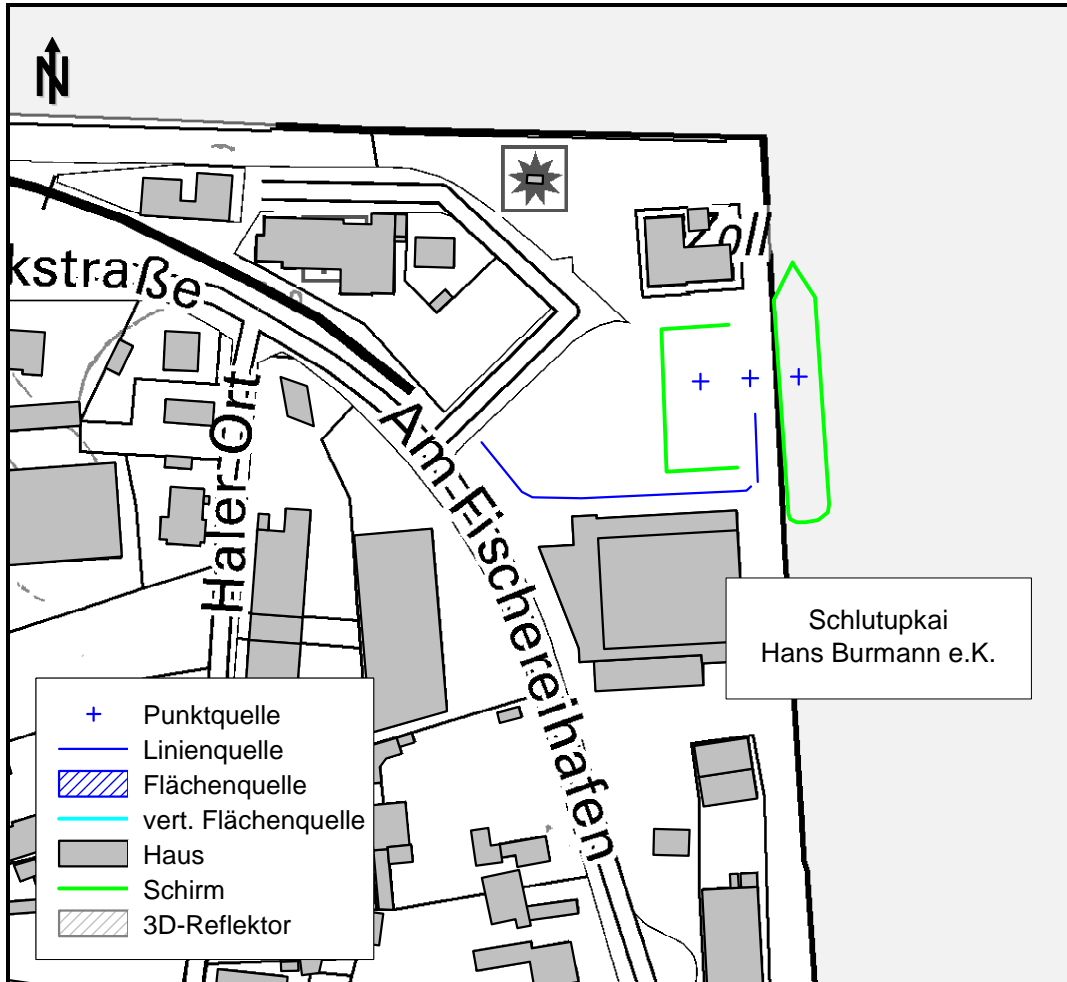 N
Zoll
kstraße
Haler-Ort
Am-Fischereihafen
Schlutupkai
Hans Burmann e.K.
Punktquelle
Linienquelle
Flächenquelle
vert. Flächenquelle
Haus
Schirm
3D-Reflektor